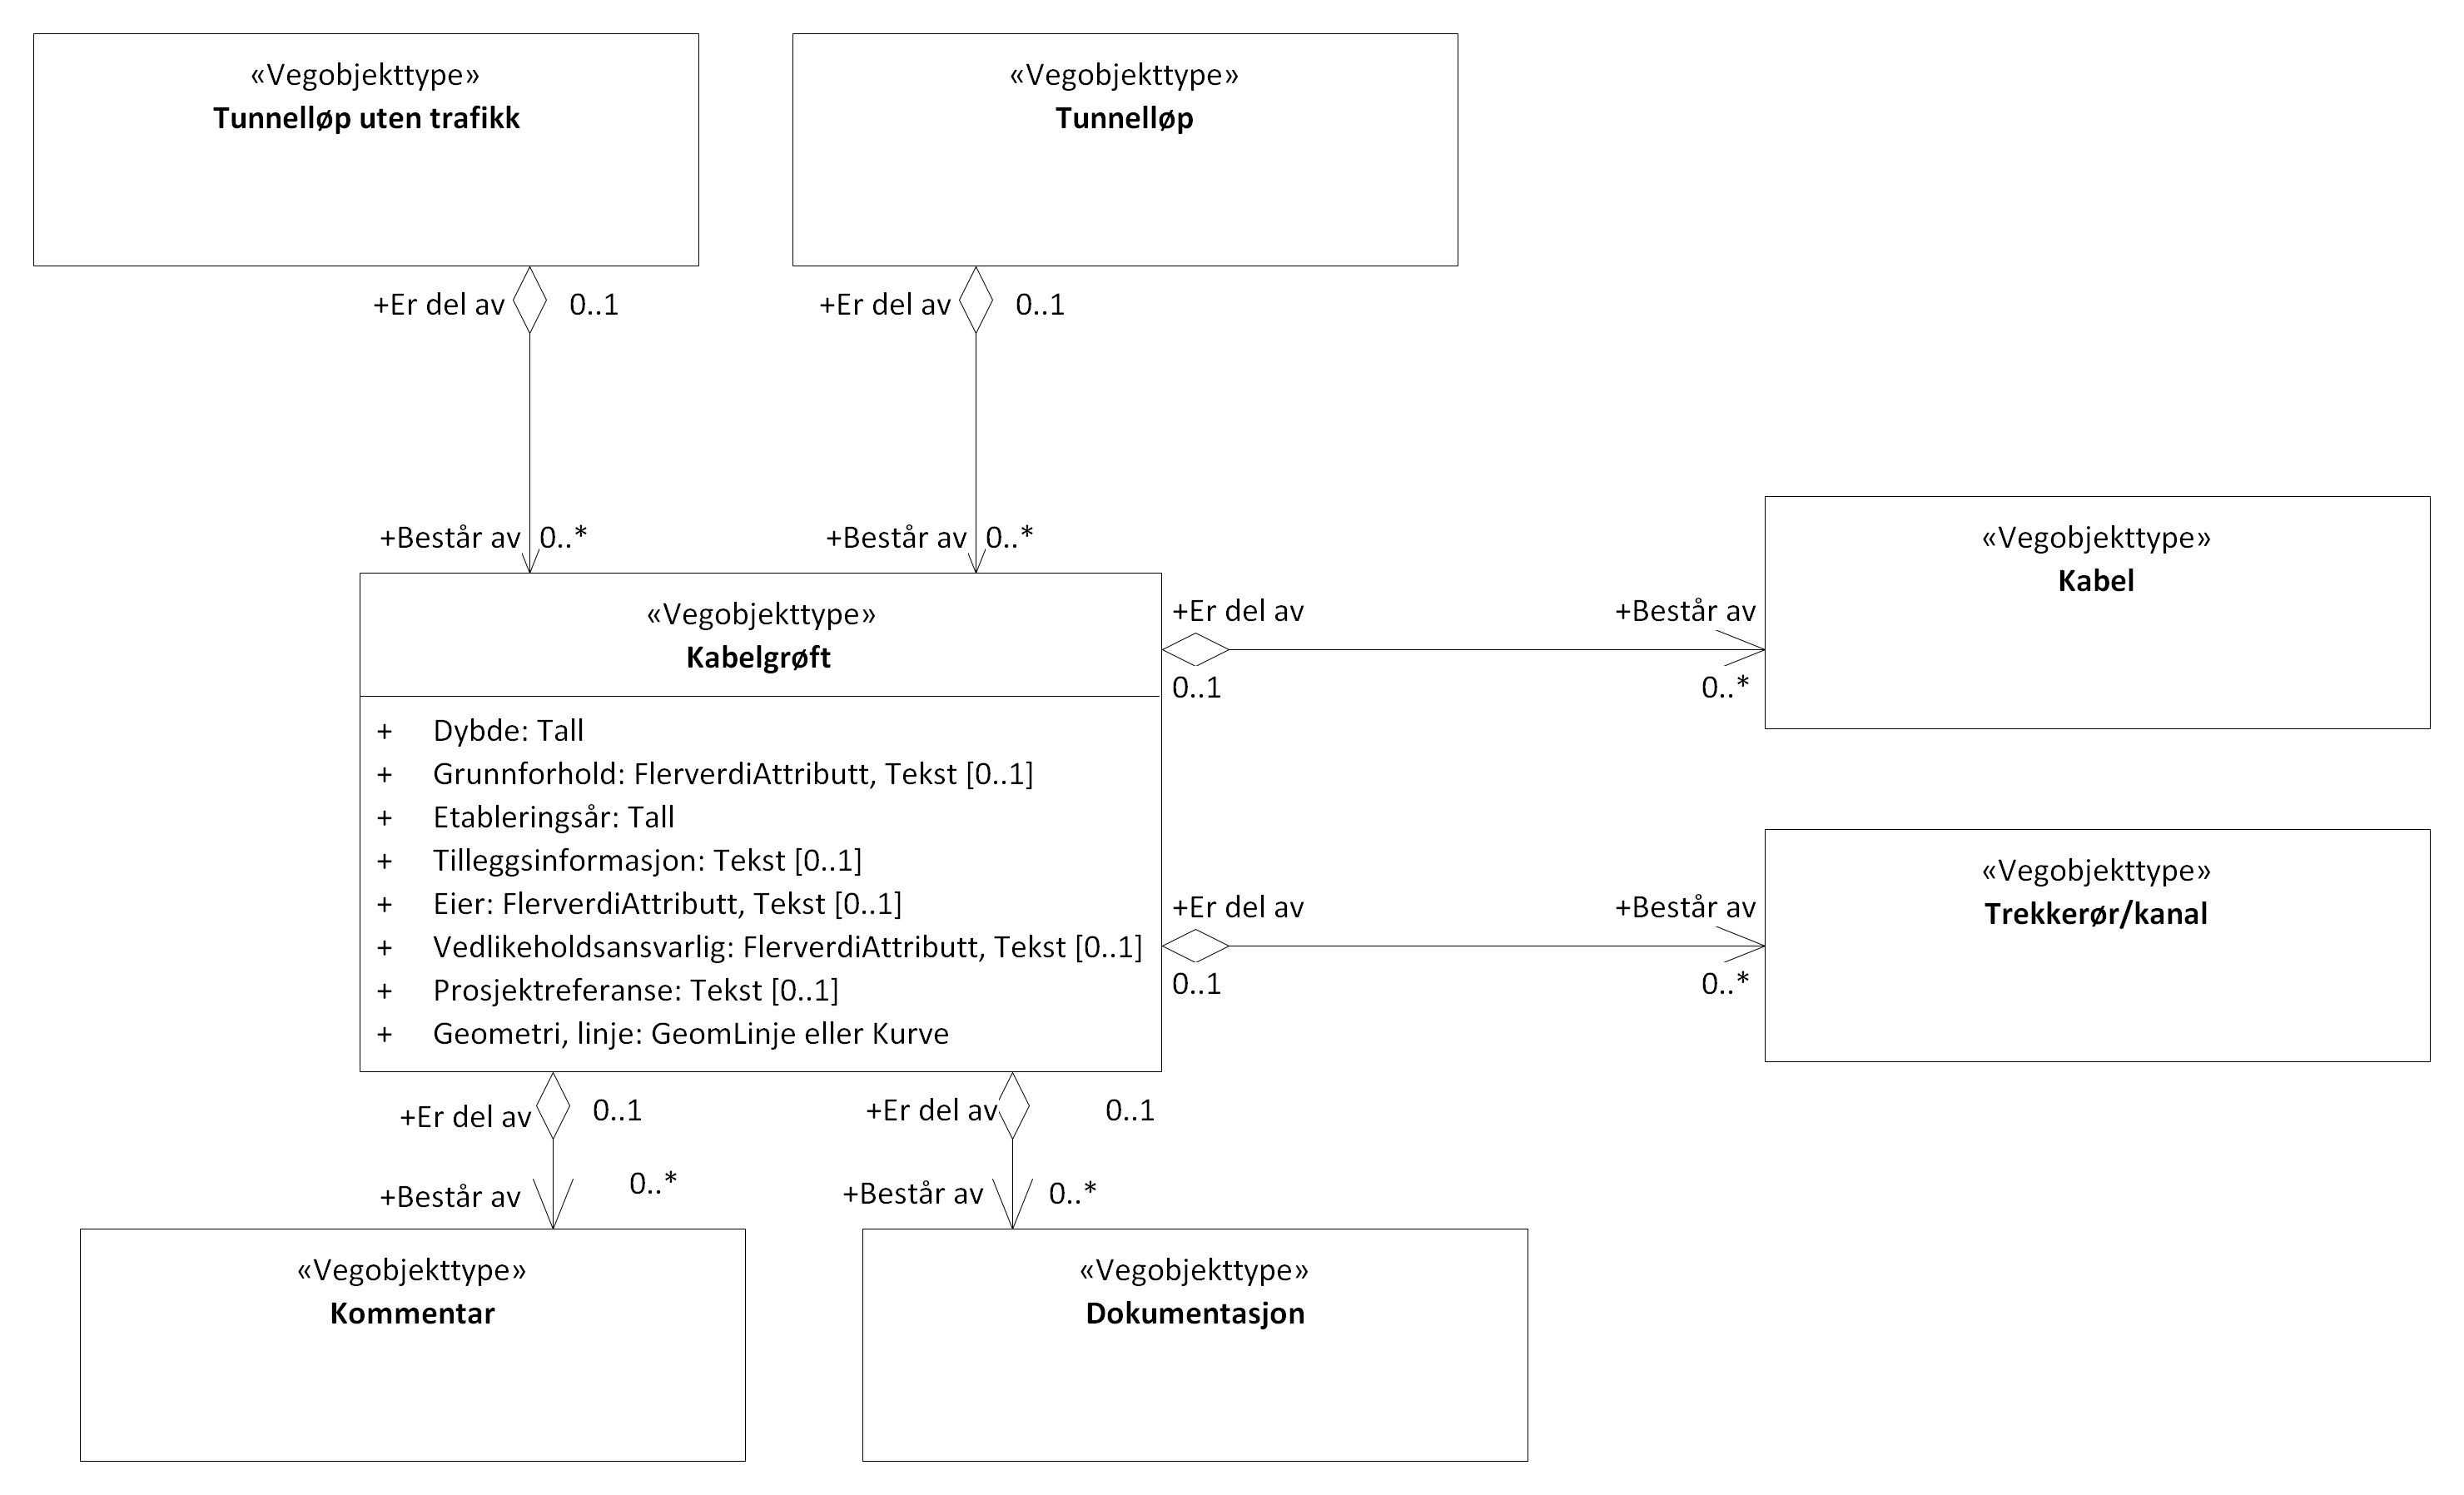 «Vegobjekttype»
Tunnelløp uten trafikk
«Vegobjekttype»
Tunnelløp
+Er del av 0..1
+Er del av 0..1
+Består av 0..*
+Består av 0..*
«Vegobjekttype»
Kabelgrøft
+ Dybde: Tall
+ Grunnforhold: FlerverdiAttributt, Tekst [0..1]
+ Etableringsår: Tall
+ Tilleggsinformasjon: Tekst [0..1]
+ Eier: FlerverdiAttributt, Tekst [0..1]
+ Vedlikeholdsansvarlig: FlerverdiAttributt, Tekst [0..1]
+ Prosjektreferanse: Tekst [0..1]
+ Geometri, linje: GeomLinje eller Kurve
+Er del av +Består av
0..1 0..*
«Vegobjekttype»
Kabel
+Er del av +Består av
0..1 0..*
«Vegobjekttype»
Trekkerør/kanal
+Er del av 0..1
+Er del av 0..1
+Består av 0..*
+Består av 0..*
«Vegobjekttype»
Kommentar
«Vegobjekttype»
Dokumentasjon